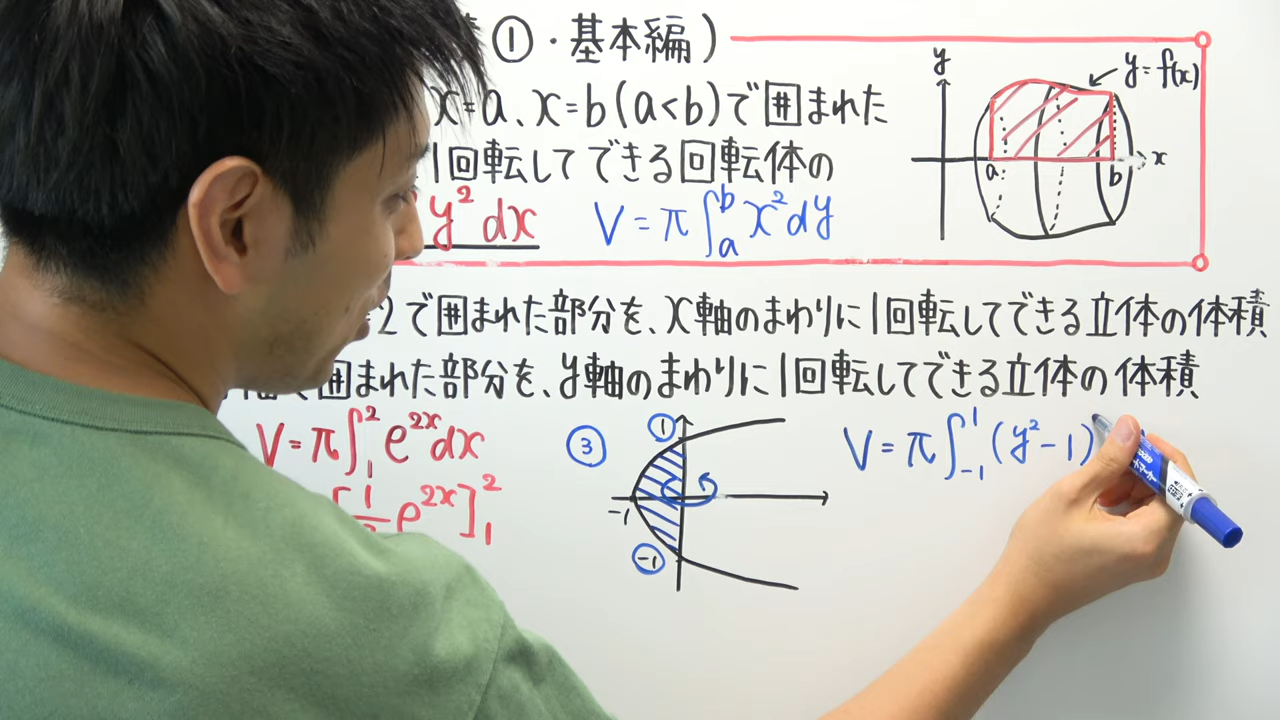 ①・基本編)
x=a、x=b(a<b)で囲まれた
1回転してできる回転体の
y² dx V=π∫_a^b x²dy
y
y=f(x)
a b x
2で囲まれた部分を、x軸のまわりに1回転してできる立体の体積
で囲まれた部分を、y軸のまわりに1回転してできる立体の体積
V=π∫_1^2 e^{2x}dx
e^{2x}]_1^2
③
1
-1
-1
V=π∫_{-1}^1 (y²-1)